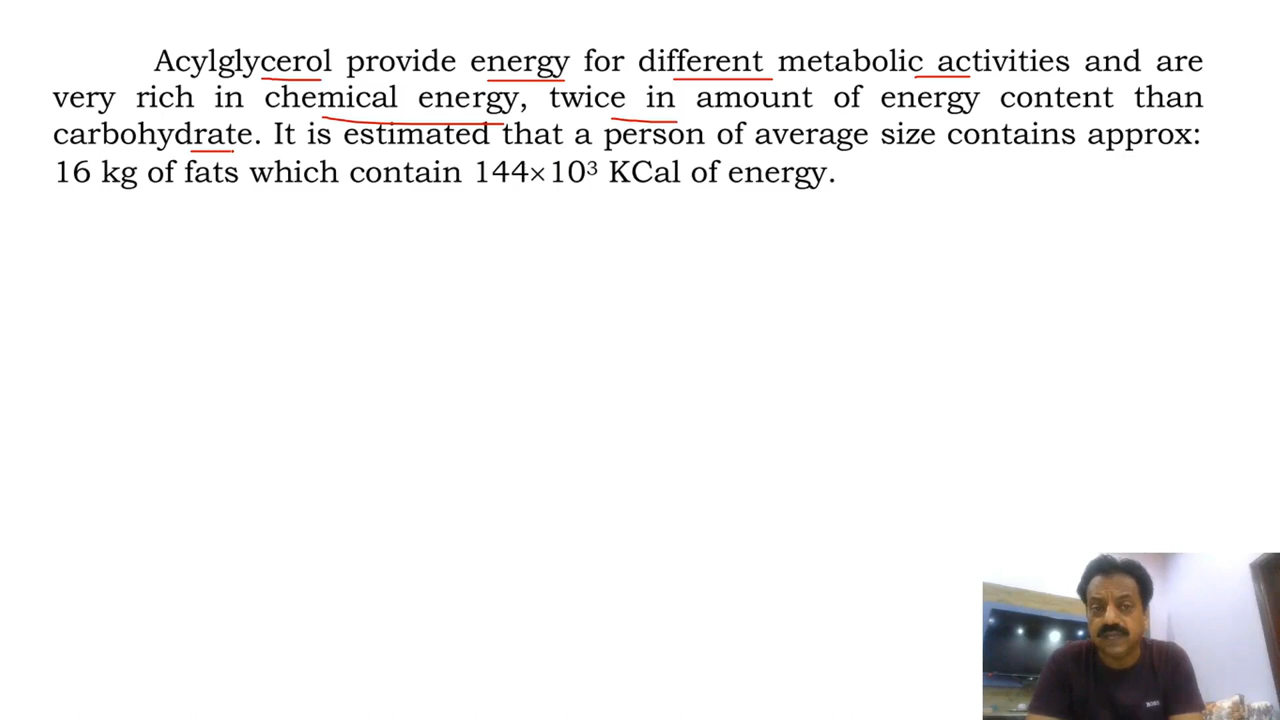 Acylglycerol provide energy for different metabolic activities and are
very rich in chemical energy, twice in amount of energy content than
carbohydrate. It is estimated that a person of average size contains approx:
16 kg of fats which contain 144×10³ KCal of energy.